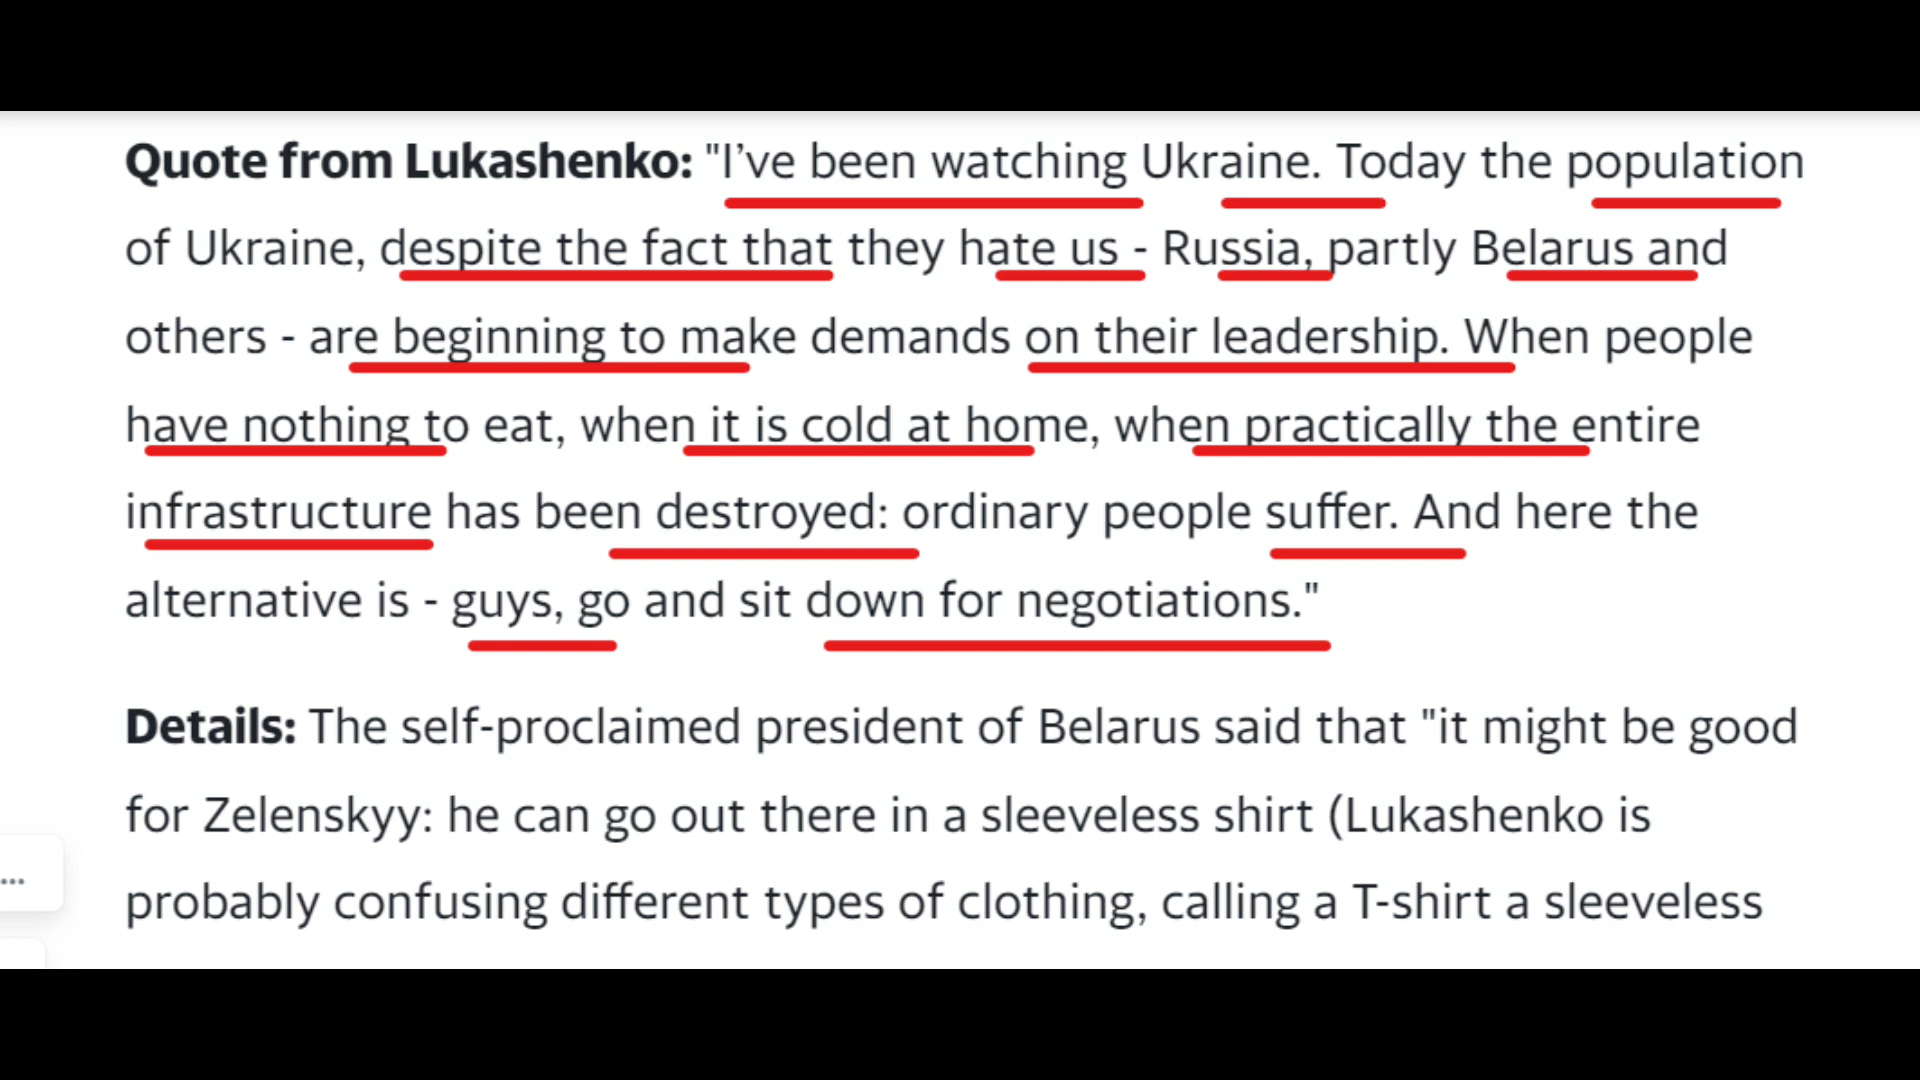 Quote from Lukashenko: "I’ve been watching Ukraine. Today the population
of Ukraine, despite the fact that they hate us - Russia, partly Belarus and
others - are beginning to make demands on their leadership. When people
have nothing to eat, when it is cold at home, when practically the entire
infrastructure has been destroyed: ordinary people suffer. And here the
alternative is - guys, go and sit down for negotiations."
Details: The self-proclaimed president of Belarus said that "it might be good
for Zelenskyy: he can go out there in a sleeveless shirt (Lukashenko is
probably confusing different types of clothing, calling a T-shirt a sleeveless
...